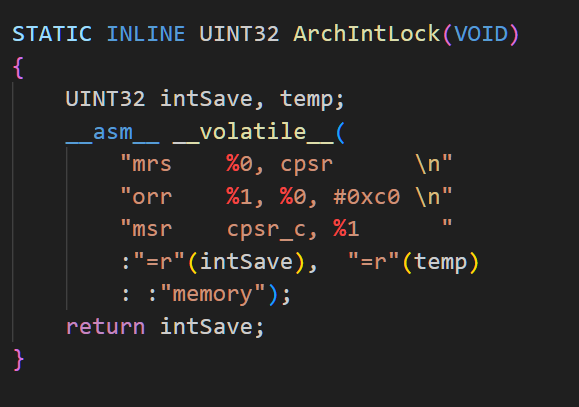 STATIC INLINE UINT32 ArchIntLock(VOID)
{
    UINT32 intSave, temp;
    __asm__ __volatile__(
        "mrs    %0, cpsr      \n"
        "orr    %1, %0, #0xc0 \n"
        "msr    cpsr_c, %1      "
        :"=r"(intSave),  "=r"(temp)
        : :"memory");
    return intSave;
}